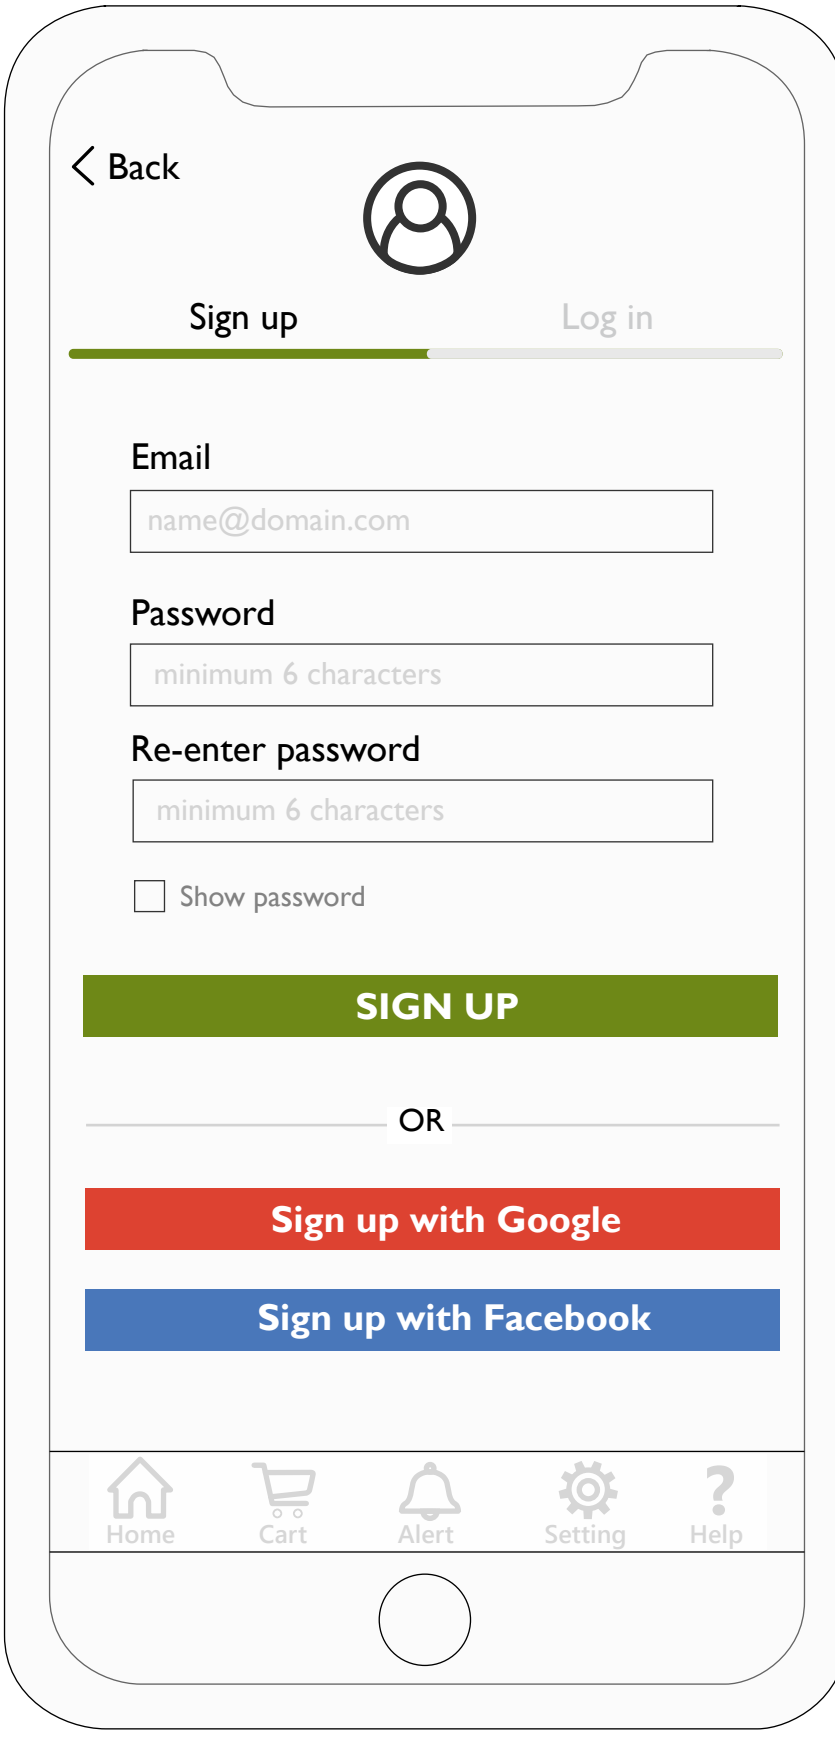 Back
Sign up
Log in
Email
name@domain.com
Password
minimum 6 characters
Re-enter password
minimum 6 characters
Show password
SIGN UP
OR
Sign up with Google
Sign up with Facebook
Home Cart Alert Setting Help